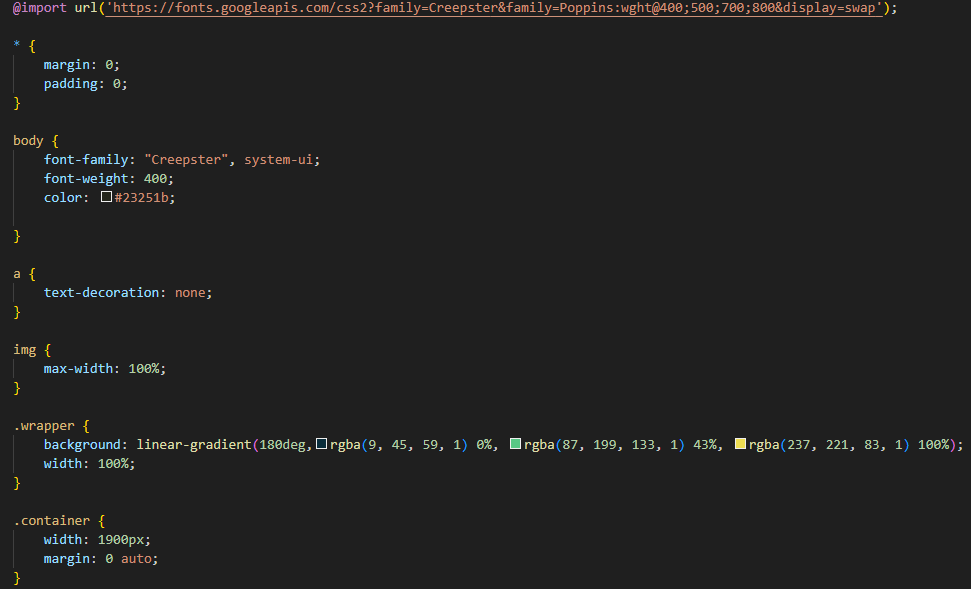 @import url('https://fonts.googleapis.com/css2?family=Creepster&family=Poppins:wght@400;500;700;800&display=swap');
* {
margin: 0;
padding: 0;
}
body {
font-family: "Creepster", system-ui;
font-weight: 400;
color: #23251b;
}
a {
text-decoration: none;
}
img {
max-width: 100%;
}
.wrapper {
background: linear-gradient(180deg, rgba(9, 45, 59, 1) 0%, rgba(87, 199, 133, 1) 43%, rgba(237, 221, 83, 1) 100%);
width: 100%;
}
.container {
width: 1900px;
margin: 0 auto;
}